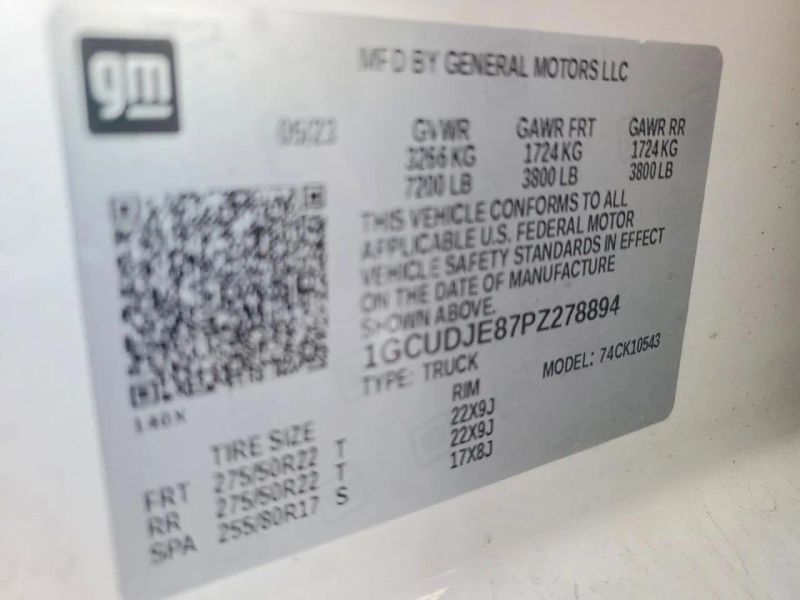 gm
MFD BY GENERAL MOTORS LLC
05/23
GVWR GAWR FRT GAWR RR
3266 KG 1724 KG 1724 KG
7200 LB 3800 LB 3800 LB
THIS VEHICLE CONFORMS TO ALL
APPLICABLE U.S. FEDERAL MOTOR
VEHICLE SAFETY STANDARDS IN EFFECT
ON THE DATE OF MANUFACTURE
SHOWN ABOVE.
1GCUDJE87PZ278894
TYPE: TRUCK MODEL: 74CK10543
TIRE SIZE RIM
FRT 275/50R22 T 22X9J
RR 275/50R22 T 22X9J
SPA 255/80R17 S 17X8J